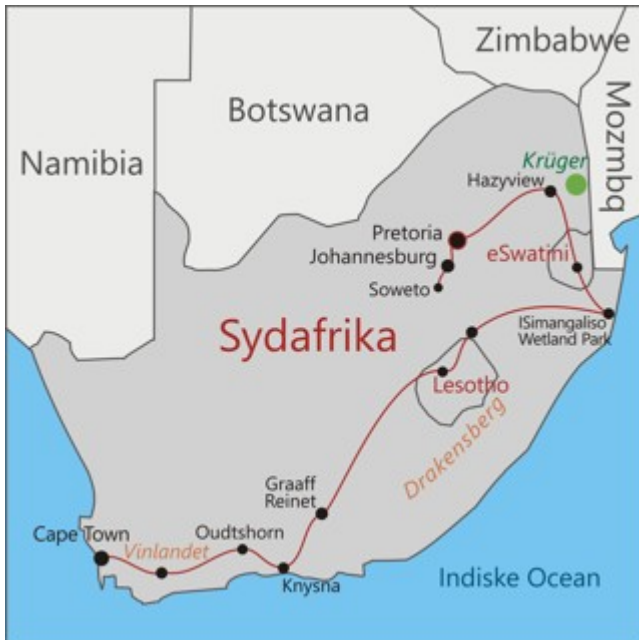 Zimbabwe
Botswana
Mozmbq
Namibia
Krüger
Hazyview
Pretoria
eSwatini
Johannesburg
Soweto
ISimangaliso
Wetland Park
Sydafrika
Lesotho
Drakensberg
Graaff
Reinet
Cape Town
Vinlandet
Oudtshorn
Knysna
Indiske Ocean